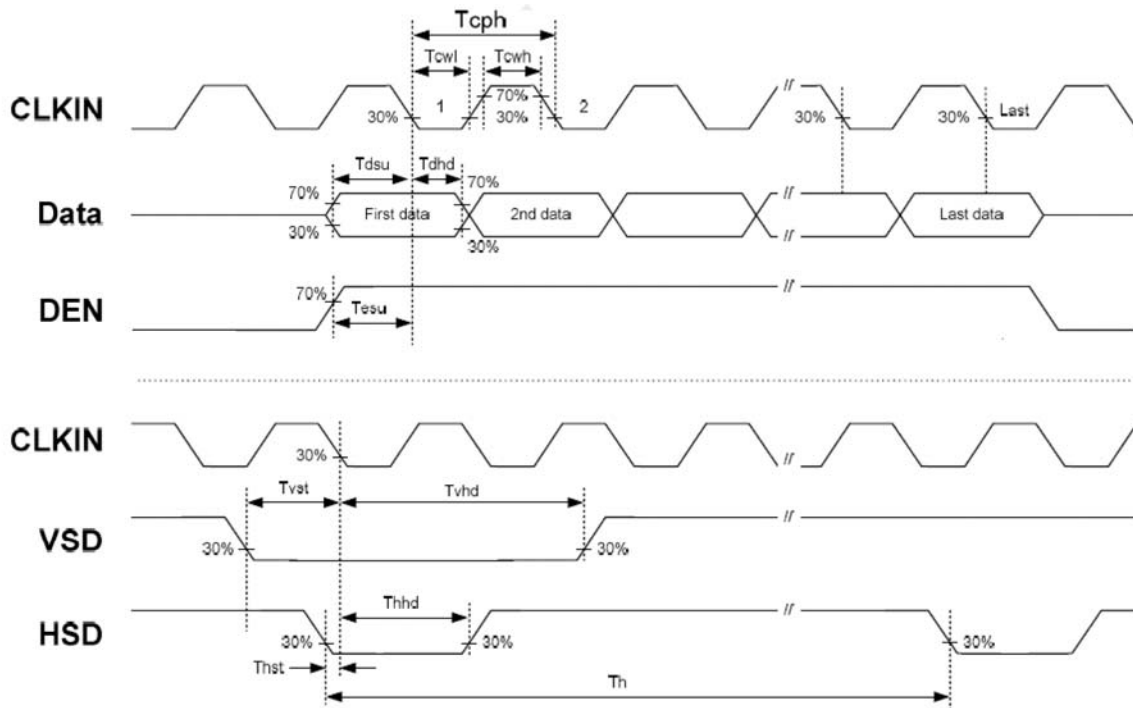 Tcph
Tcwl Tcwh
CLKIN 30% 1 70% 30% 2 // 30% 30% Last
Tdsu Tdhd
70% 70%
Data First data 2nd data // Last data
30% 30%
DEN 70% Tesu //
CLKIN 30% //
Tvst Tvhd
VSD 30% 30% //
Thhd //
HSD 30% 30% 30%
Thst
Th